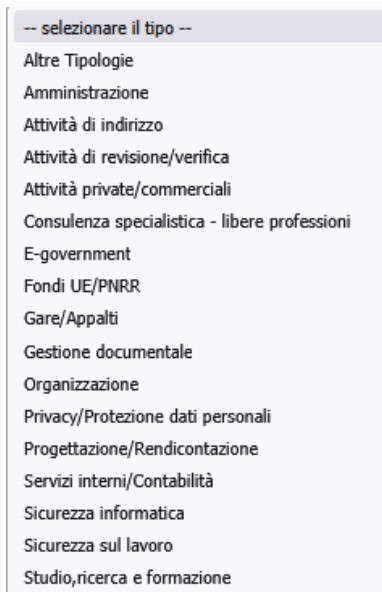 -- selezionare il tipo --
Altre Tipologie
Amministrazione
Attività di indirizzo
Attività di revisione/verifica
Attività private/commerciali
Consulenza specialistica - libere professioni
E-government
Fondi UE/PNRR
Gare/Appalti
Gestione documentale
Organizzazione
Privacy/Protezione dati personali
Progettazione/Rendicontazione
Servizi interni/Contabilità
Sicurezza informatica
Sicurezza sul lavoro
Studio,ricerca e formazione